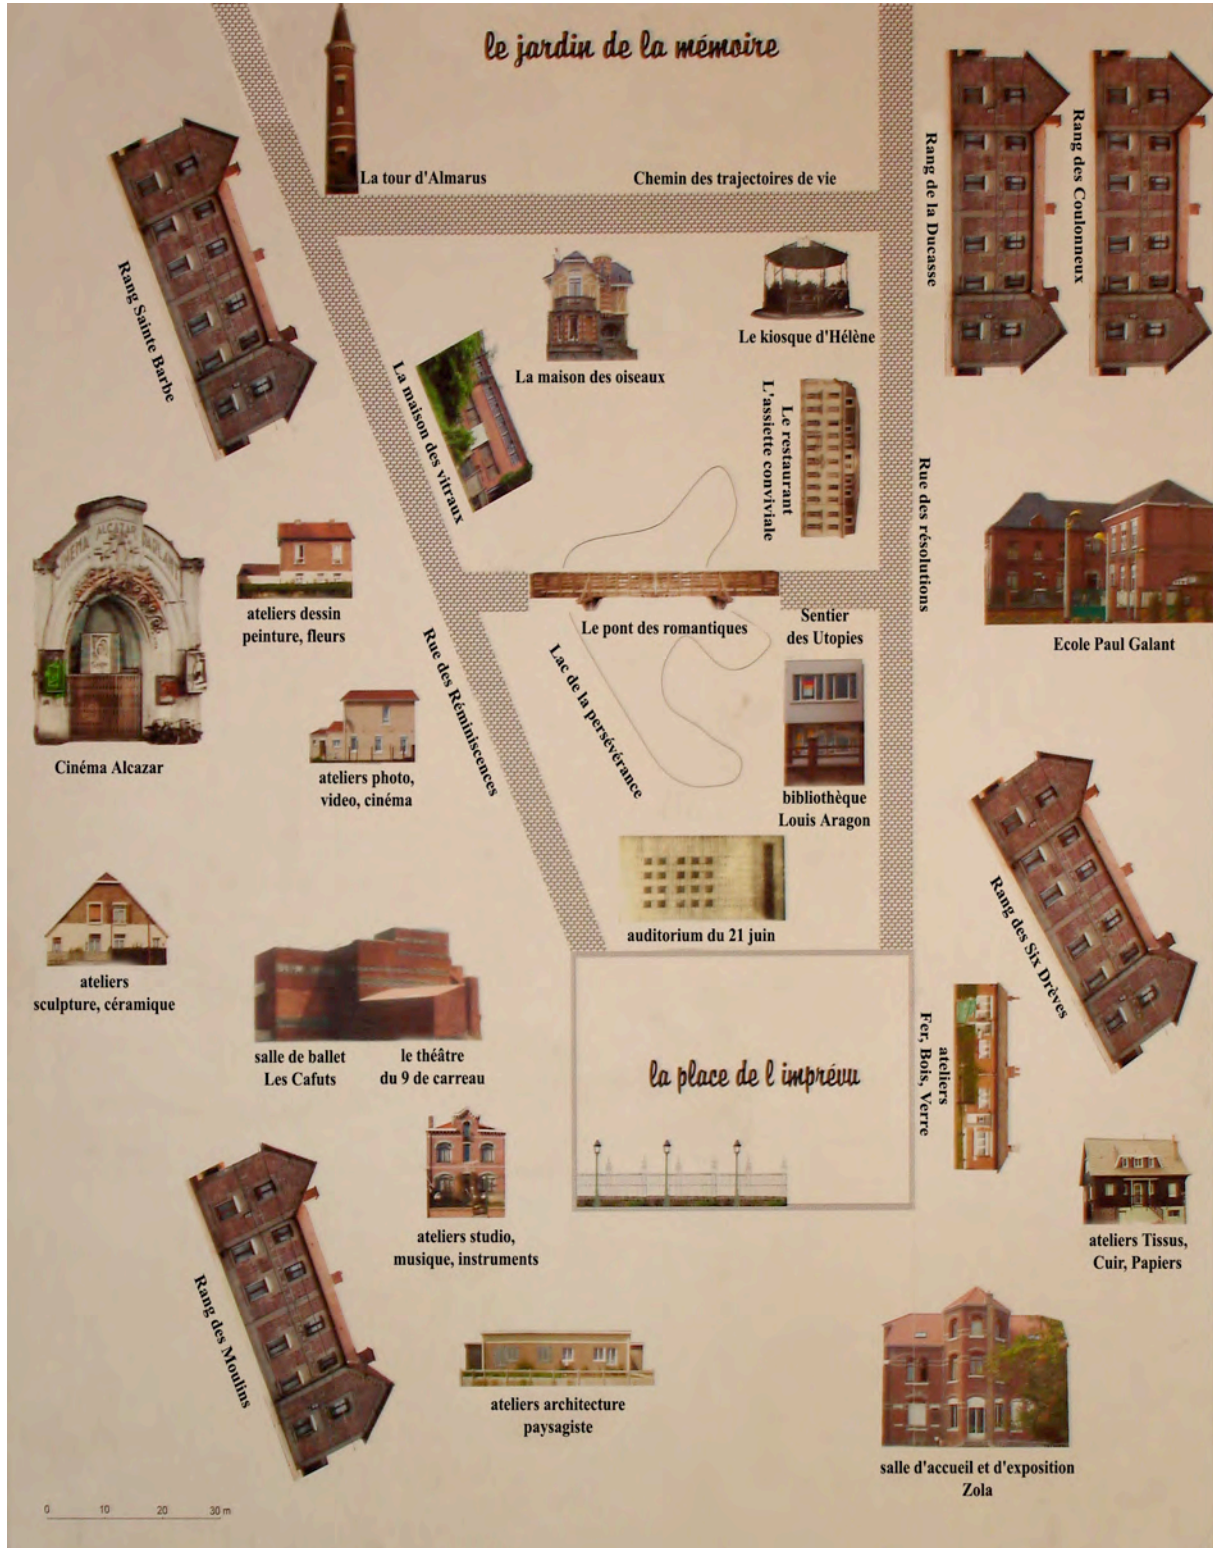 le jardin de la mémoire
La tour d'Almarus
Chemin des trajectoires de vie
Rang de la Ducasse
Rang des Coulonneux
Rang Sainte Barbe
Le kiosque d'Hélène
La maison des oiseaux
La maison des vitraux
Le restaurant
L'assiette conviviale
Rue des résolutions
CINEMA ALCAZAR PARLANT
ateliers dessin
peinture, fleurs
Le pont des romantiques
Sentier
des Utopies
Ecole Paul Galant
Rue des Réminiscences
Lac de la persévérance
Cinéma Alcazar
ateliers photo,
video, cinéma
bibliothèque
Louis Aragon
auditorium du 21 juin
Rang des Six Drèves
ateliers
sculpture, céramique
salle de ballet
Les Cafuts
le théâtre
du 9 de carreau
la place de l imprévu
ateliers
Fer, Bois, Verre
ateliers studio,
musique, instruments
ateliers Tissus,
Cuir, Papiers
Rang des Moulins
ateliers architecture
paysagiste
salle d'accueil et d'exposition
Zola
0 10 20 30 m